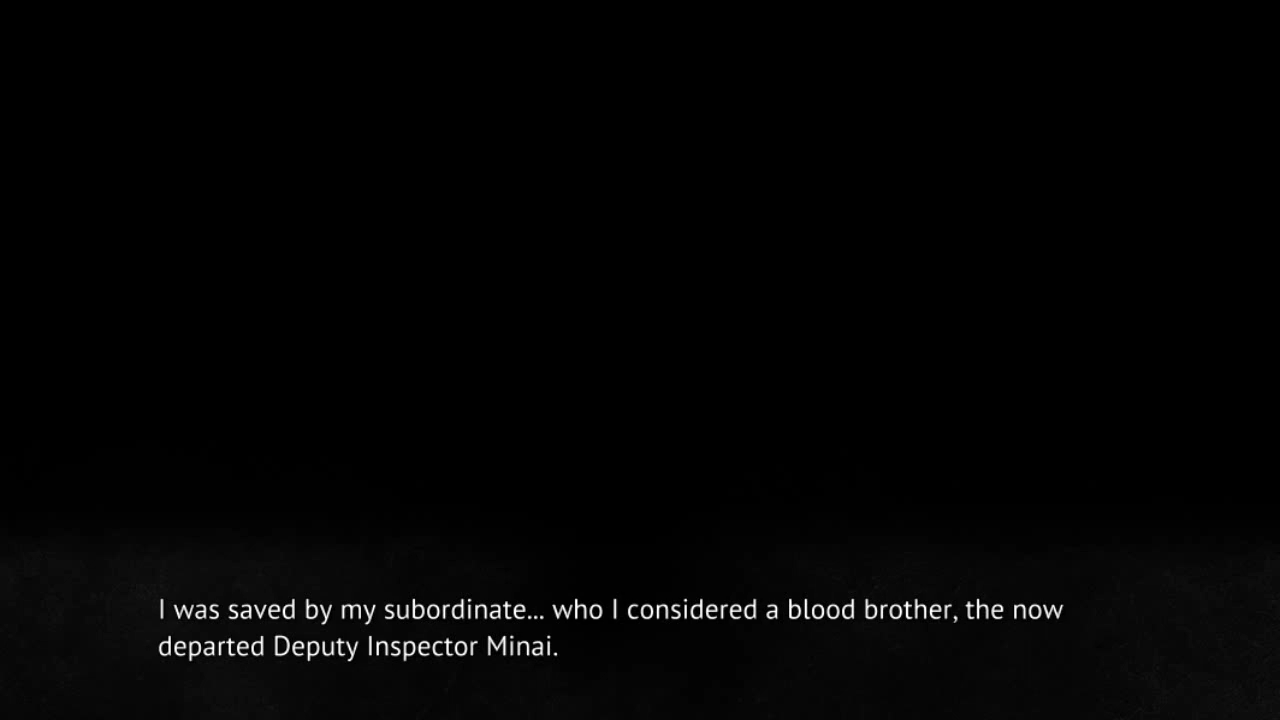 I was saved by my subordinate... who I considered a blood brother, the now
departed Deputy Inspector Minai.